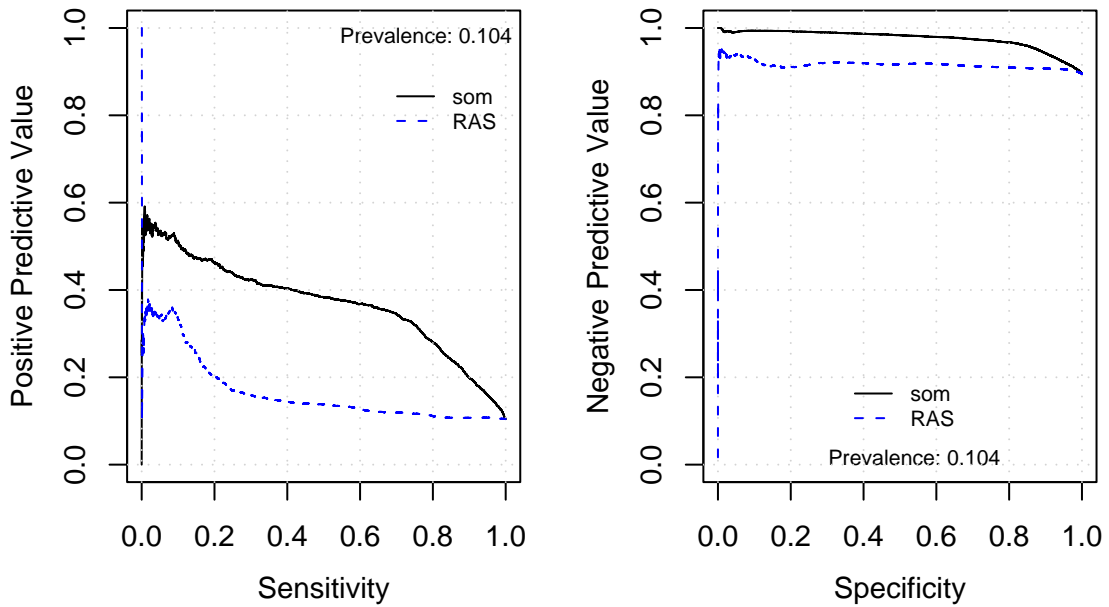 Prevalence: 0.104
som
RAS
Positive Predictive Value
0.0 0.2 0.4 0.6 0.8 1.0
0.0 0.2 0.4 0.6 0.8 1.0
Sensitivity
som
RAS
Prevalence: 0.104
Negative Predictive Value
0.0 0.2 0.4 0.6 0.8 1.0
0.0 0.2 0.4 0.6 0.8 1.0
Specificity